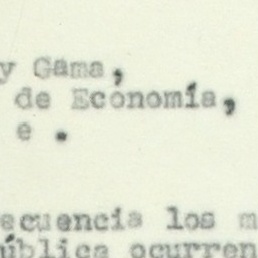 y Gama,
de Economía,
e .
ecuencia los m
ública ocurren